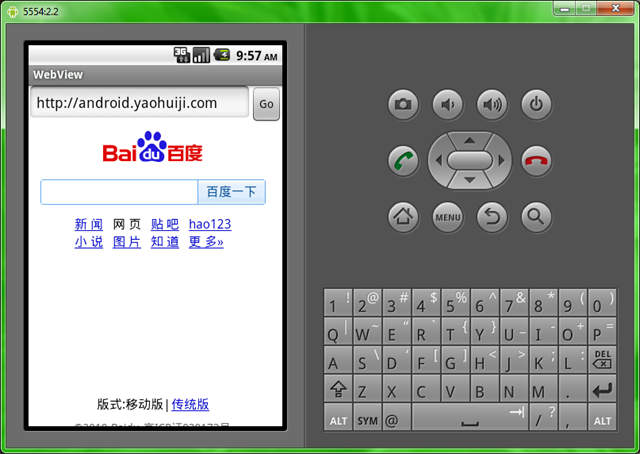 5554:2.2
3G 9:57 AM
WebView
http://android.yaohuiji.com Go
Bai du 百度
百度一下
新闻 网页 贴吧 hao123
小说 图片 知道 更多»
版式:移动版|传统版
MENU
1 ! 2 @ 3 # 4 $ 5 % 6 ^ 7 & 8 * 9 ( 0 )
Q | W ~ E " R ` T { Y } U _ I - O + P =
A S \ D ' F [ G ] H < J > K ; L : DEL
Z X C V B N M .
ALT SYM @ / ? , ALT